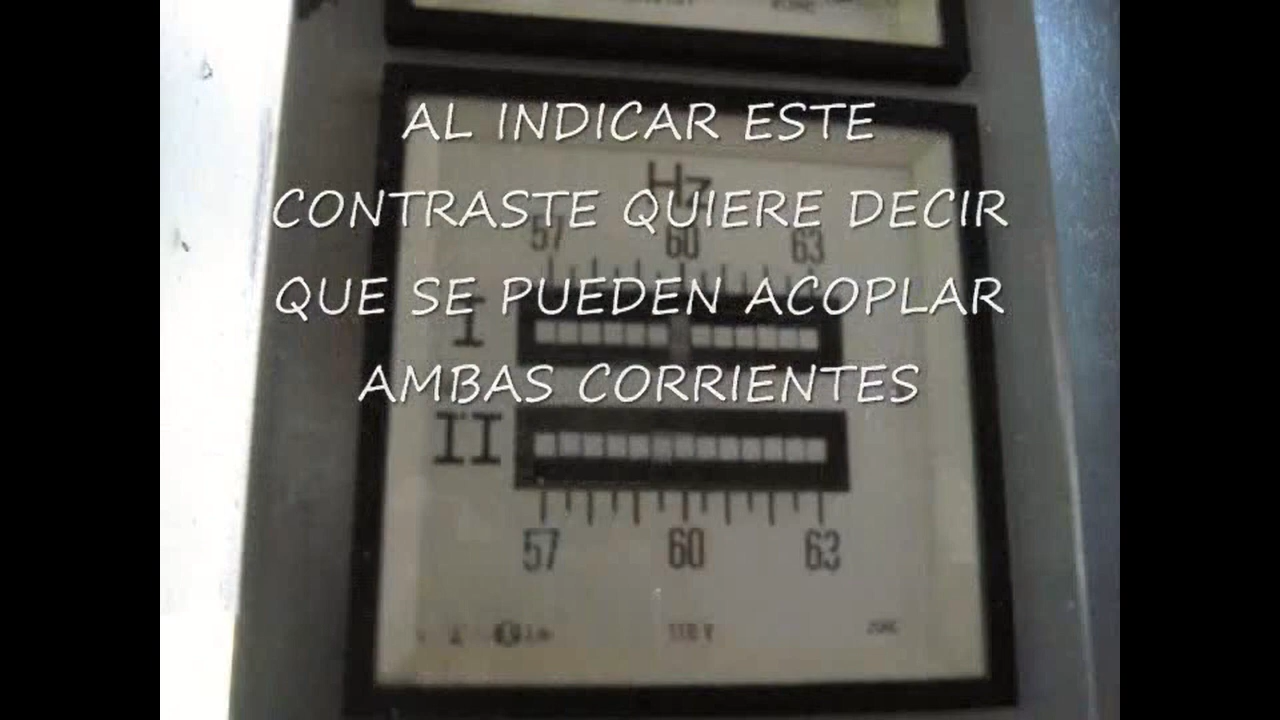 AL INDICAR ESTE
CONTRASTE QUIERE DECIR
QUE SE PUEDEN ACOPLAR
AMBAS CORRIENTES
Hz
57 60 63
I
II
57 60 63